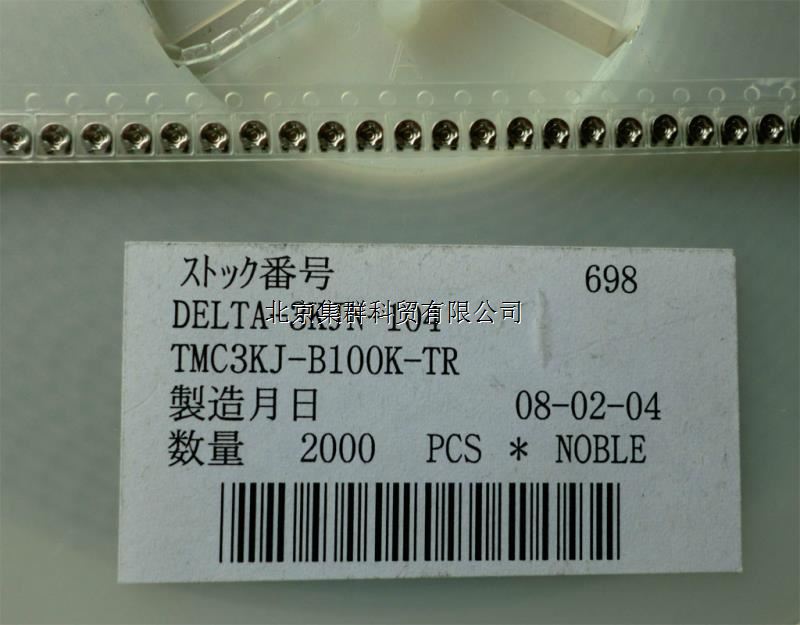 ストック番号 698
DELTA 104
北京集群科贸有限公司
TMC3KJ-B100K-TR
製造月日 08-02-04
数量 2000 PCS * NOBLE